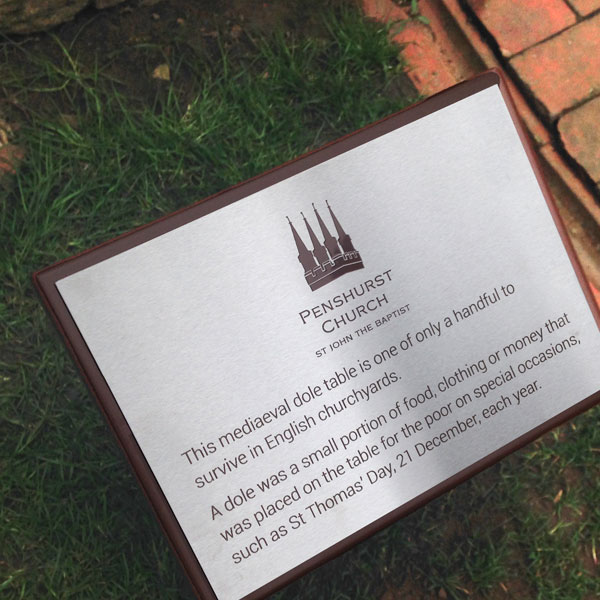 PENSHURST
CHURCH
ST JOHN THE BAPTIST
This mediaeval dole table is one of only a handful to
survive in English churchyards.
A dole was a small portion of food, clothing or money that
was placed on the table for the poor on special occasions,
such as St Thomas' Day, 21 December, each year.